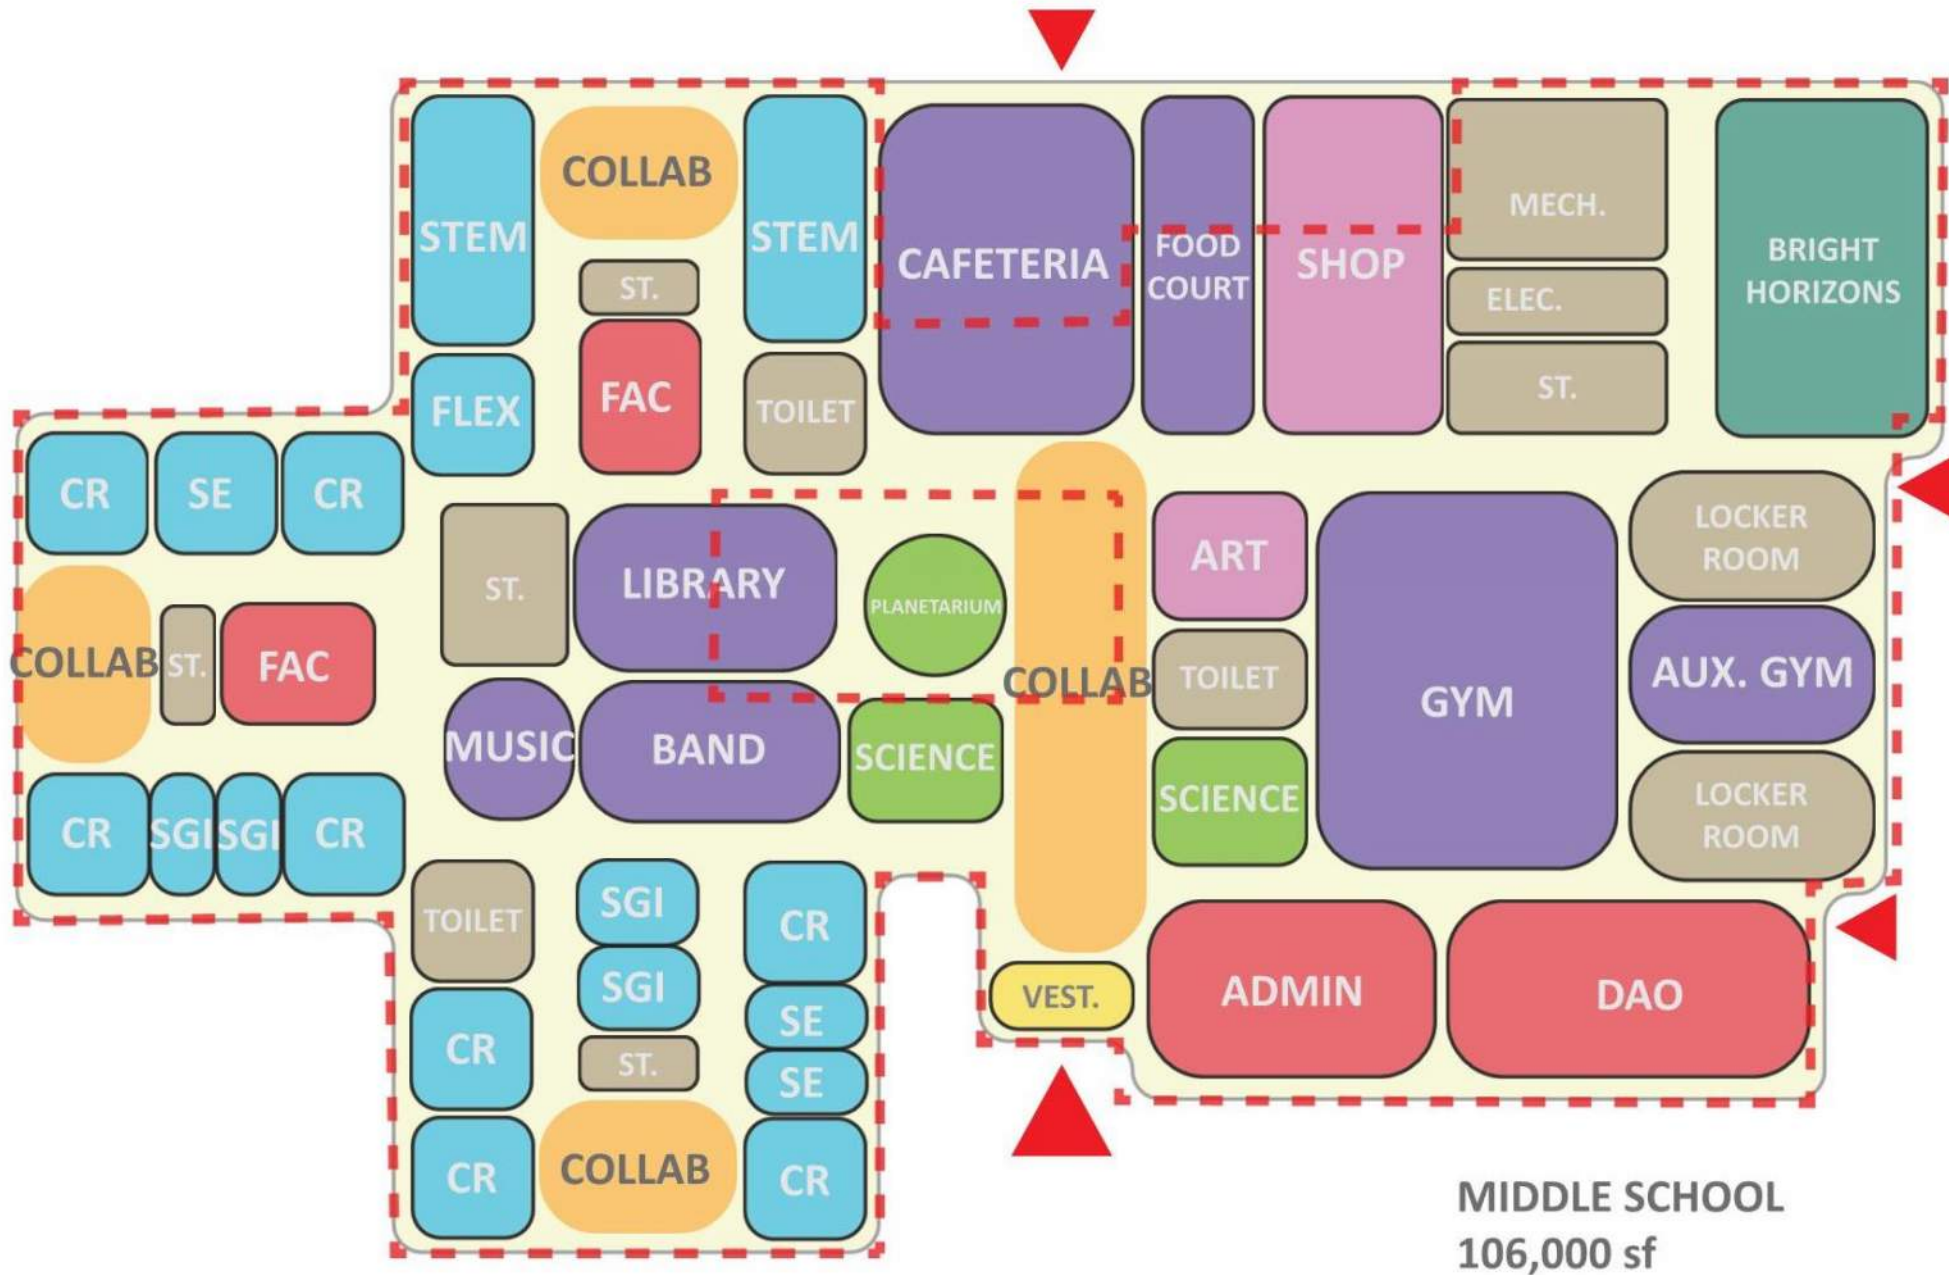 COLLAB
STEM
STEM
ST.
FAC
FLEX
TOILET
CAFETERIA
FOOD
COURT
SHOP
MECH.
ELEC.
ST.
BRIGHT
HORIZONS
CR
SE
CR
COLLAB
ST.
FAC
CR
SGI
SGI
CR
ST.
LIBRARY
PLANETARIUM
MUSIC
BAND
SCIENCE
COLLAB
ART
TOILET
SCIENCE
GYM
LOCKER
ROOM
AUX. GYM
LOCKER
ROOM
TOILET
SGI
CR
SGI
SE
CR
ST.
SE
CR
COLLAB
CR
VEST.
ADMIN
DAO
MIDDLE SCHOOL
106,000 sf